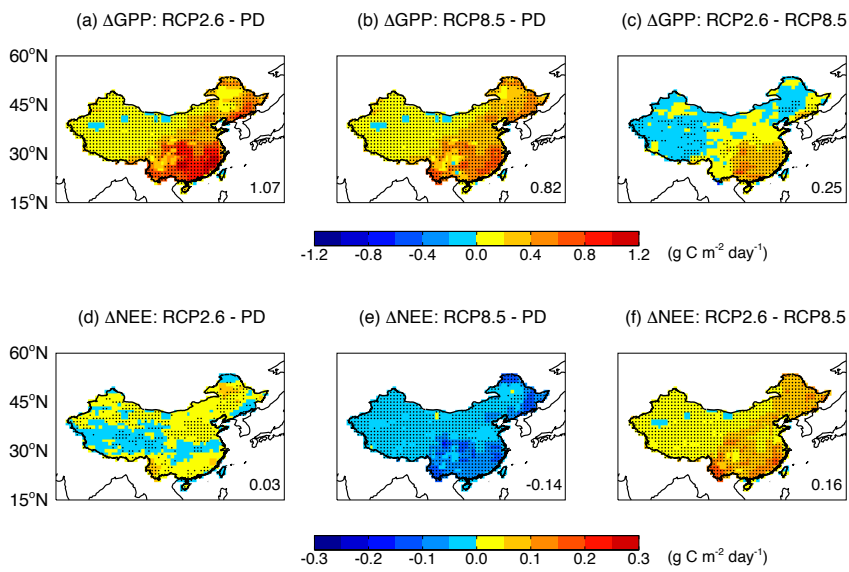 (a) ΔGPP: RCP2.6 - PD (b) ΔGPP: RCP8.5 - PD (c) ΔGPP: RCP2.6 - RCP8.5
60°N
45°N
30°N
15°N
1.07 0.82 0.25
-1.2 -0.8 -0.4 0.0 0.4 0.8 1.2 (g C m⁻² day⁻¹)
(d) ΔNEE: RCP2.6 - PD (e) ΔNEE: RCP8.5 - PD (f) ΔNEE: RCP2.6 - RCP8.5
60°N
45°N
30°N
15°N
0.03 -0.14 0.16
-0.3 -0.2 -0.1 0.0 0.1 0.2 0.3 (g C m⁻² day⁻¹)